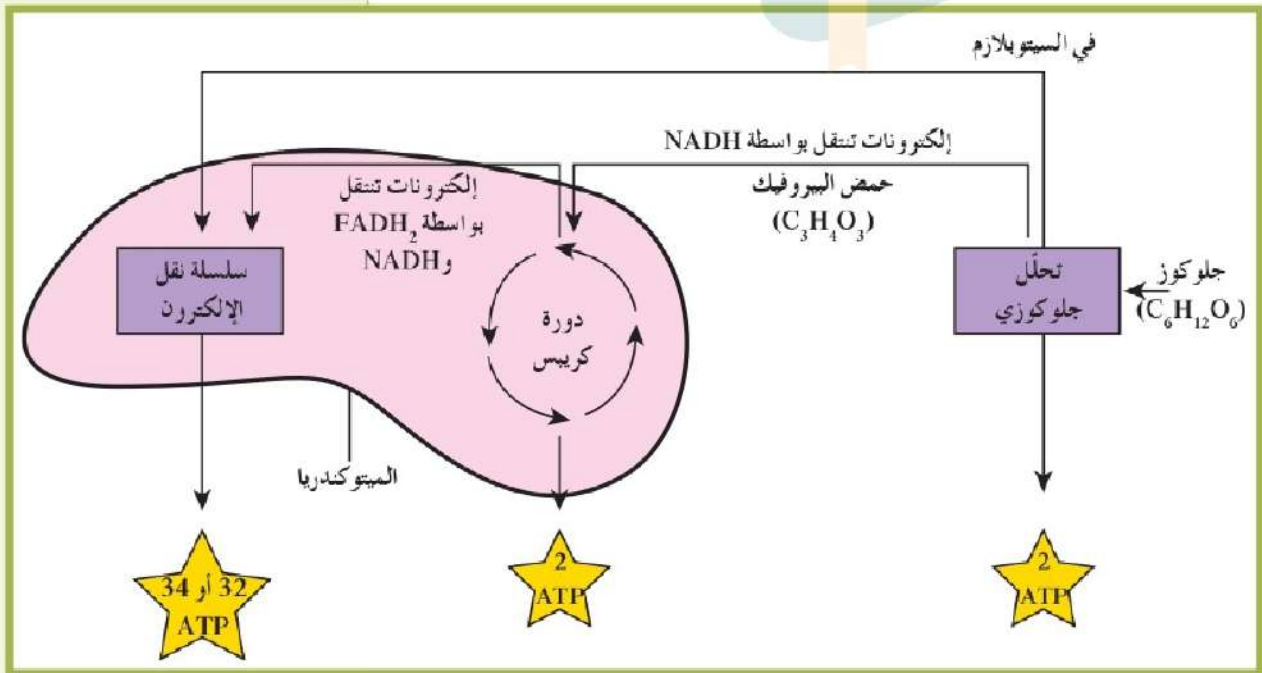 في السيتوبلازم
إلكترونات تنتقل بواسطة NADH
حمض البيروفيك
(C₃H₄O₃)
جلوكوز
(C₆H₁₂O₆)
تحلّل
جلوكوزي
إلكترونات تنتقل
بواسطة FADH₂
وNADH
دورة
كريبس
سلسلة نقل
الإلكترون
الميتوكندريا
2
ATP
2
ATP
32 أو 34
ATP